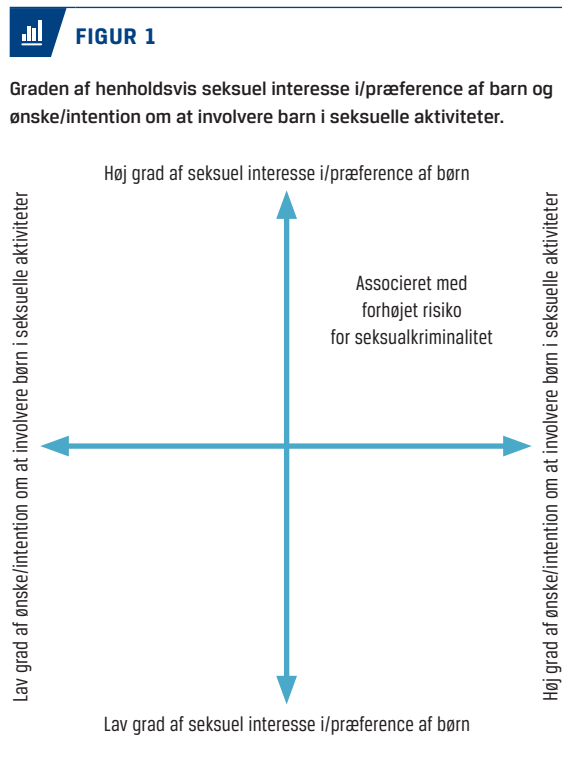 FIGUR 1
Graden af henholdsvis seksuel interesse i/præference af barn og
ønske/intention om at involvere barn i seksuelle aktiviteter.
Høj grad af seksuel interesse i/præference af børn
Lav grad af ønske/intention om at involvere børn i seksuelle aktiviteter
Associeret med
forhøjet risiko
for seksualkriminalitet
Høj grad af ønske/intention om at involvere børn i seksuelle aktiviteter
Lav grad af seksuel interesse i/præference af børn